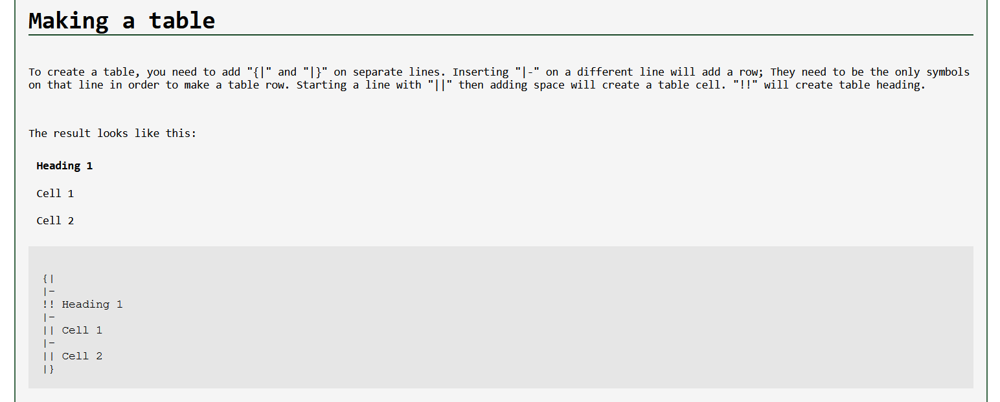 Making a table
To create a table, you need to add "{|" and "|}" on separate lines. Inserting "|-" on a different line will add a row; They need to be the only symbols
on that line in order to make a table row. Starting a line with "||" then adding space will create a table cell. "!!" will create table heading.
The result looks like this:
Heading 1
Cell 1
Cell 2
{|
|-
!! Heading 1
|-
|| Cell 1
|-
|| Cell 2
|}